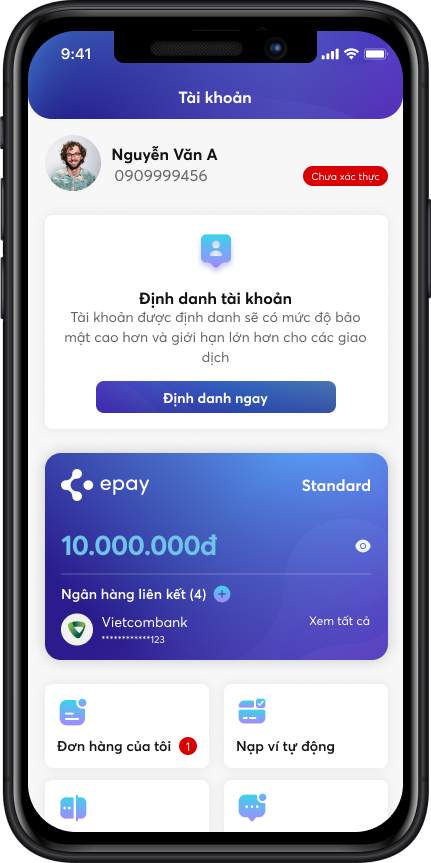 9:41
Tài khoản
Nguyễn Văn A
0909999456
Chưa xác thực
Định danh tài khoản
Tài khoản được định danh sẽ có mức độ bảo
mật cao hơn và giới hạn lớn hơn cho các giao
dịch
Định danh ngay
epay
Standard
10.000.000đ
Ngân hàng liên kết (4)
Vietcombank
Xem tất cả
************123
Đơn hàng của tôi 1
Nạp ví tự động